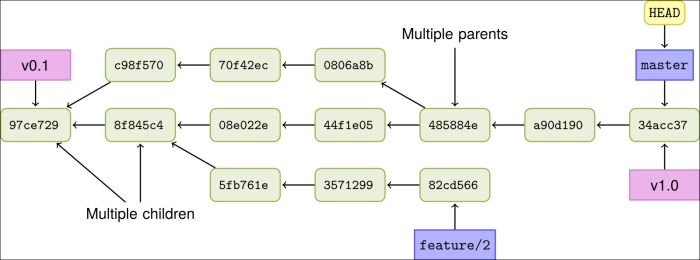 HEAD
Multiple parents
v0.1
c98f570
70f42ec
0806a8b
master
97ce729
8f845c4
08e022e
44f1e05
485884e
a90d190
34acc37
5fb761e
3571299
82cd566
v1.0
Multiple children
feature/2